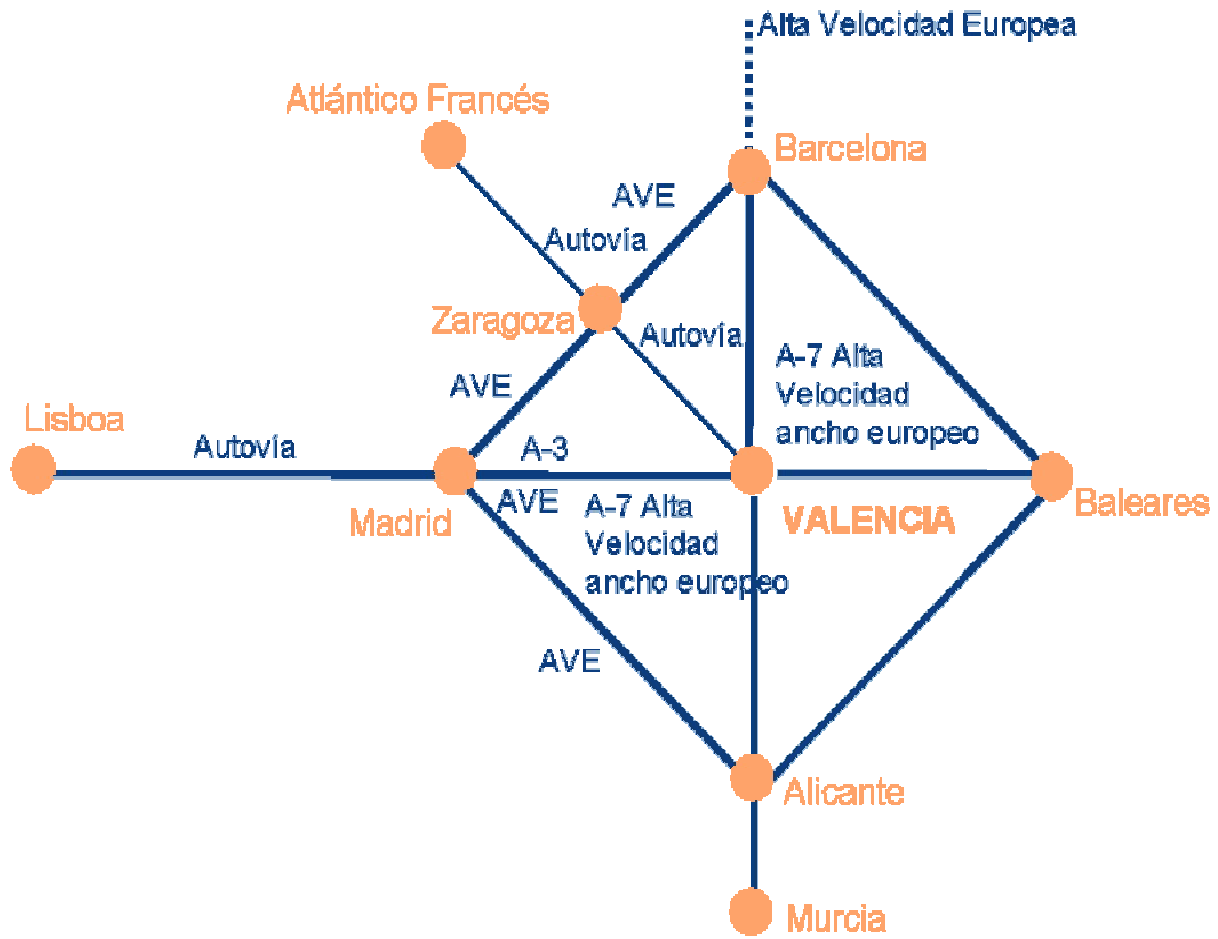 Alta Velocidad Europea
Atlántico Francés
Barcelona
AVE
Autovía
Zaragoza
Autovía
A-7 Alta
Velocidad
ancho europeo
AVE
Lisboa
Autovía
A-3
Madrid
AVE
A-7 Alta
Velocidad
ancho europeo
VALENCIA
Baleares
AVE
Alicante
Murcia